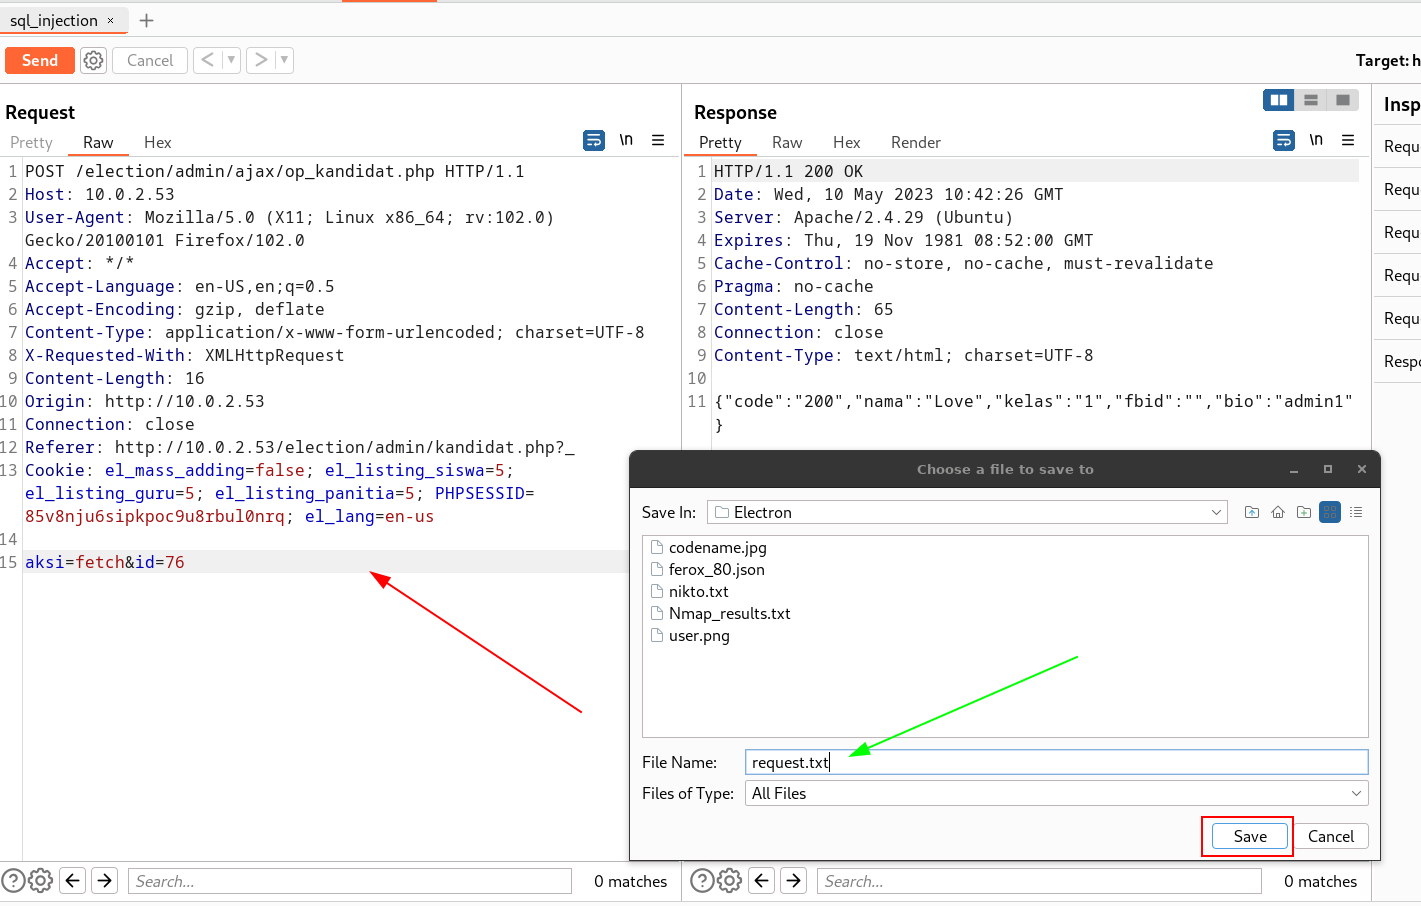 sql_injection × +
Send Cancel < >
Target: h
Request
Pretty Raw Hex
\n
1 POST /election/admin/ajax/op_kandidat.php HTTP/1.1
2 Host: 10.0.2.53
3 User-Agent: Mozilla/5.0 (X11; Linux x86_64; rv:102.0)
Gecko/20100101 Firefox/102.0
4 Accept: */*
5 Accept-Language: en-US,en;q=0.5
6 Accept-Encoding: gzip, deflate
7 Content-Type: application/x-www-form-urlencoded; charset=UTF-8
8 X-Requested-With: XMLHttpRequest
9 Content-Length: 16
10 Origin: http://10.0.2.53
11 Connection: close
12 Referer: http://10.0.2.53/election/admin/kandidat.php?_
13 Cookie: el_mass_adding=false; el_listing_siswa=5;
el_listing_guru=5; el_listing_panitia=5; PHPSESSID=
85v8nju6sipkpoc9u8rbul0nrq; el_lang=en-us
14
15 aksi=fetch&id=76
Search...
0 matches
Response
Pretty Raw Hex Render
\n
1 HTTP/1.1 200 OK
2 Date: Wed, 10 May 2023 10:42:26 GMT
3 Server: Apache/2.4.29 (Ubuntu)
4 Expires: Thu, 19 Nov 1981 08:52:00 GMT
5 Cache-Control: no-store, no-cache, must-revalidate
6 Pragma: no-cache
7 Content-Length: 65
8 Connection: close
9 Content-Type: text/html; charset=UTF-8
10
11 {"code":"200","nama":"Love","kelas":"1","fbid":"","bio":"admin1"
}
Search...
0 matches
Insp
Requ
Requ
Requ
Requ
Requ
Respo
Choose a file to save to
Save In: Electron
codename.jpg
ferox_80.json
nikto.txt
Nmap_results.txt
user.png
File Name: request.txt
Files of Type: All Files
Save Cancel